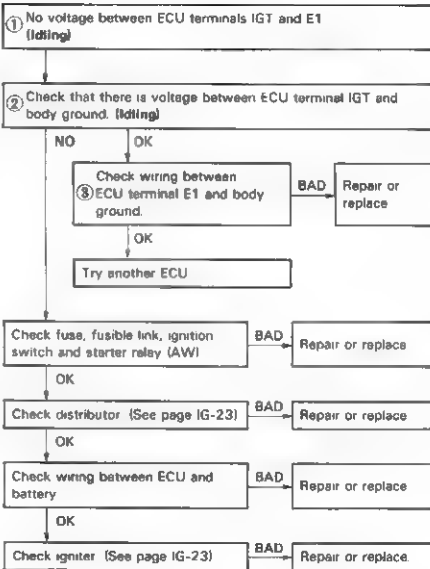 ① No voltage between ECU terminals IGT and E1
(Idling)
② Check that there is voltage between ECU terminal IGT and
body ground. (Idling)
NO
OK
Check wiring between
③ ECU terminal E1 and body
ground.
BAD
Repair or
replace
OK
Try another ECU
Check fuse, fusible link, ignition
switch and starter relay (AW)
BAD
Repair or replace
OK
Check distributor (See page IG-23)
BAD
Repair or replace
OK
Check wiring between ECU and
battery
BAD
Repair or replace
OK
Check igniter (See page IG-23)
BAD
Repair or replace.